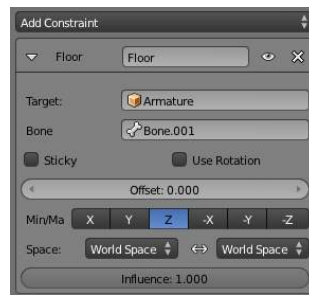 Add Constraint
Floor Floor
Target: Armature
Bone Bone.001
Sticky Use Rotation
Offset: 0.000
Min/Ma X Y Z -X -Y -Z
Space: World Space World Space
Influence: 1.000